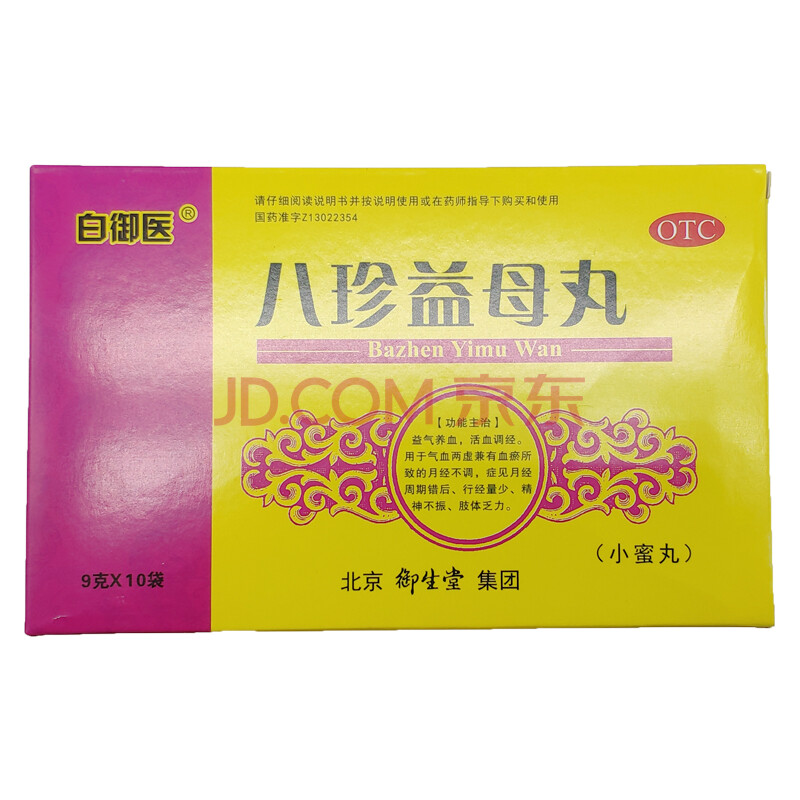 白御医®
请仔细阅读说明书并按说明使用或在药师指导下购买和使用
国药准字Z13022354
OTC
八珍益母丸
Bazhen Yimu Wan
JD.COM 京东
【功能主治】
益气养血，活血调经。
用于气血两虚兼有血瘀所
致的月经不调，症见月经
周期错后、行经量少、精
神不振、肢体乏力。
（小蜜丸）
9克X10袋
北京 御生堂 集团